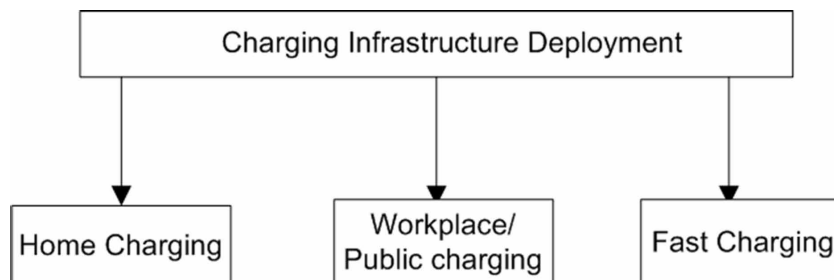 Charging Infrastructure Deployment
Home Charging
Workplace/
Public charging
Fast Charging